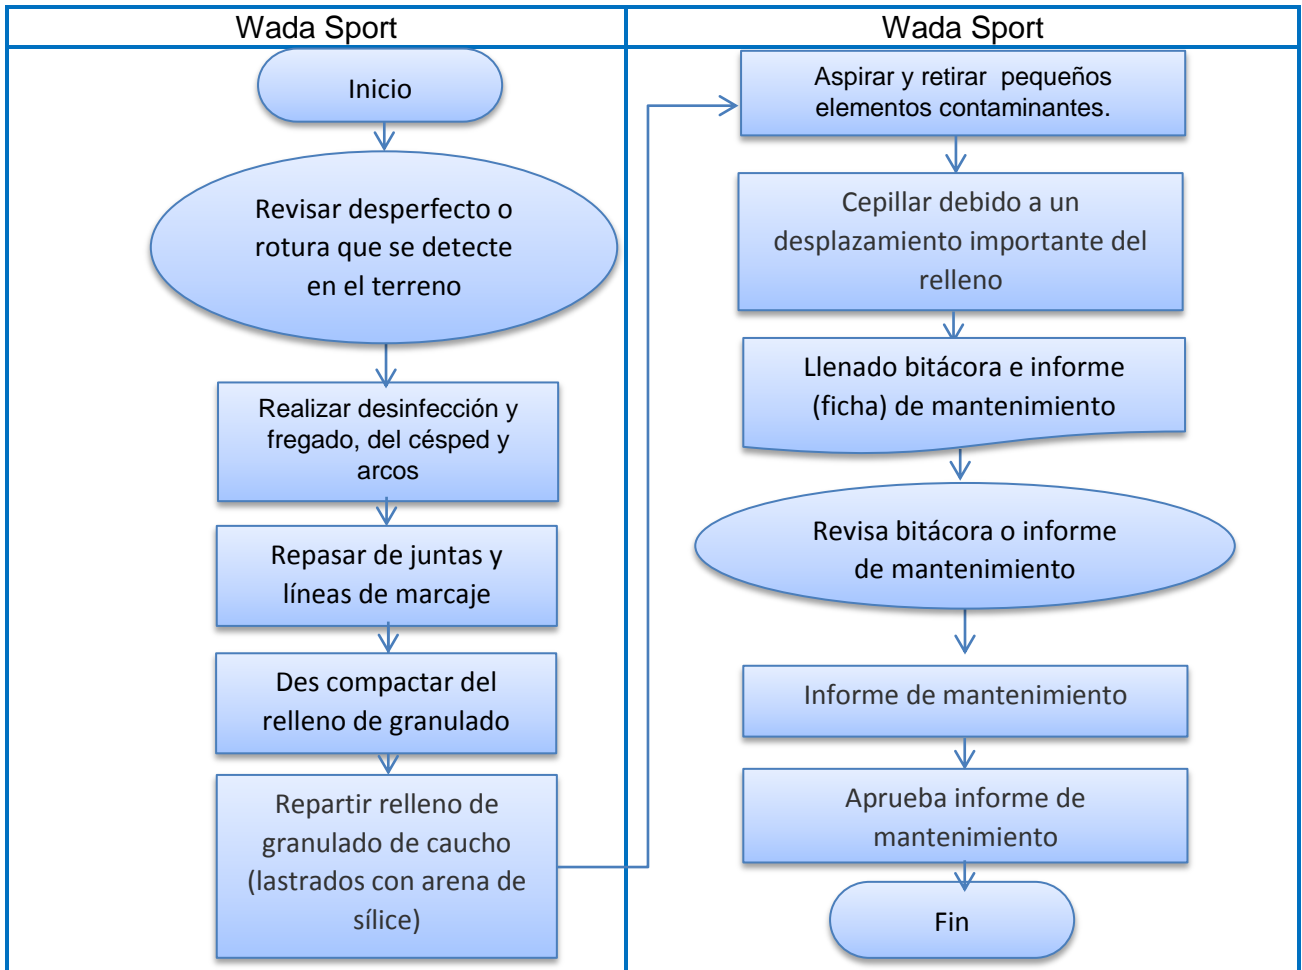 Wada Sport
Inicio
Revisar desperfecto o
rotura que se detecte
en el terreno
Realizar desinfección y
fregado, del césped y
arcos
Repasar de juntas y
líneas de marcaje
Des compactar del
relleno de granulado
Repartir relleno de
granulado de caucho
(lastrados con arena de
sílice)
Wada Sport
Aspirar y retirar pequeños
elementos contaminantes.
Cepillar debido a un
desplazamiento importante del
relleno
Llenado bitácora e informe
(ficha) de mantenimiento
Revisa bitácora o informe
de mantenimiento
Informe de mantenimiento
Aprueba informe de
mantenimiento
Fin